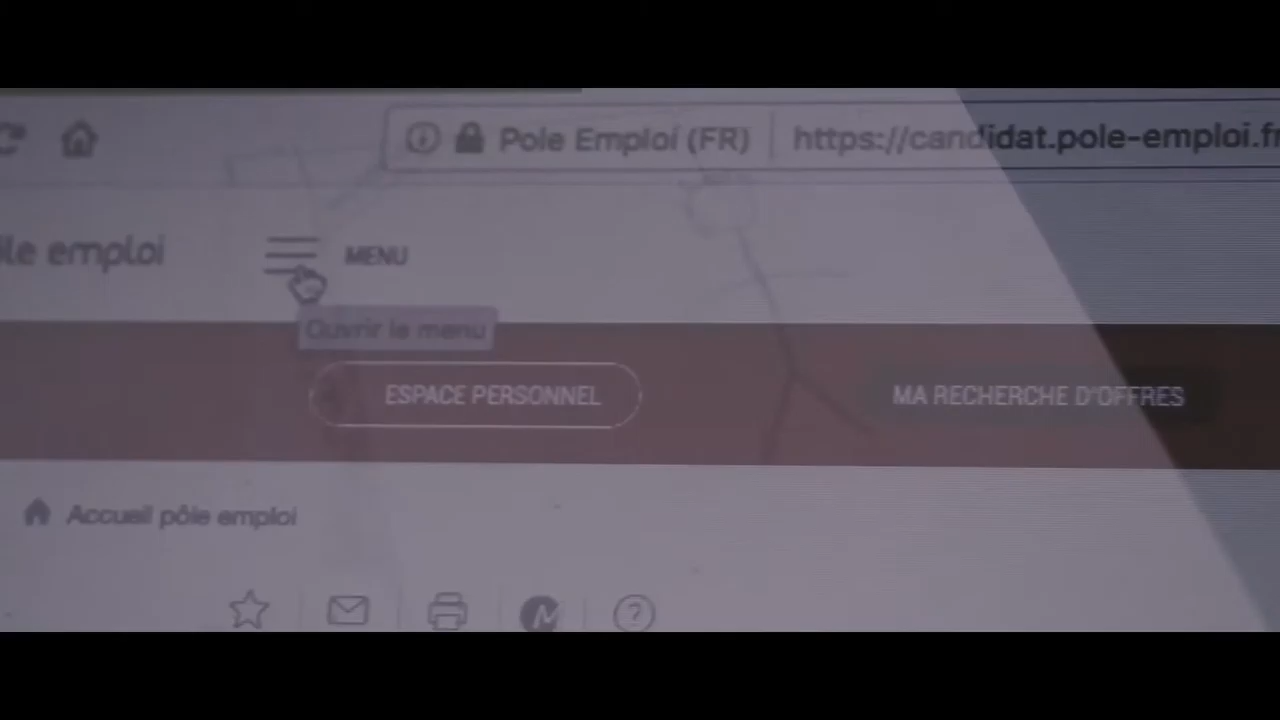 Pole Emploi (FR) https://candidat.pole-emploi.fr
le emploi MENU
Ouvrir le menu
ESPACE PERSONNEL MA RECHERCHE D'OFFRES
Accueil pôle emploi